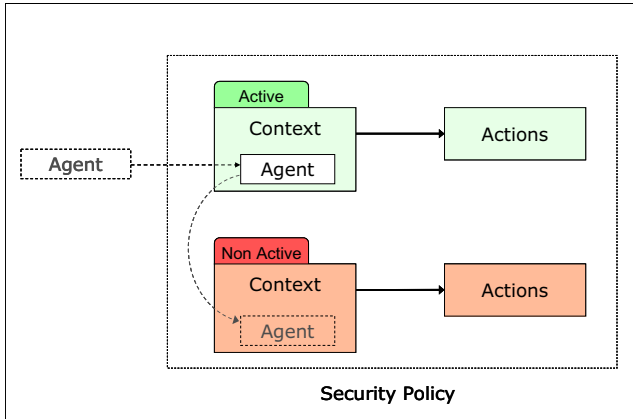 Active
Context
Actions
Agent
Agent
Non Active
Context
Actions
Agent
Security Policy